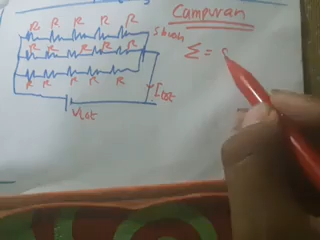 Campuran
R R R R R
5 buah
R R R R R
Σ =
R R R R R
I tot
V tot